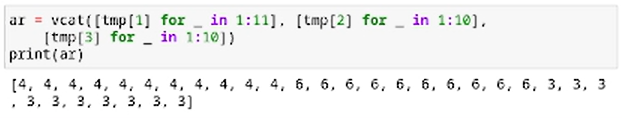 ar = vcat([tmp[1] for _ in 1:11], [tmp[2] for _ in 1:10],
[tmp[3] for _ in 1:10])
print(ar)
[4, 4, 4, 4, 4, 4, 4, 4, 4, 4, 4, 6, 6, 6, 6, 6, 6, 6, 6, 6, 6, 3, 3, 3
, 3, 3, 3, 3, 3, 3, 3]